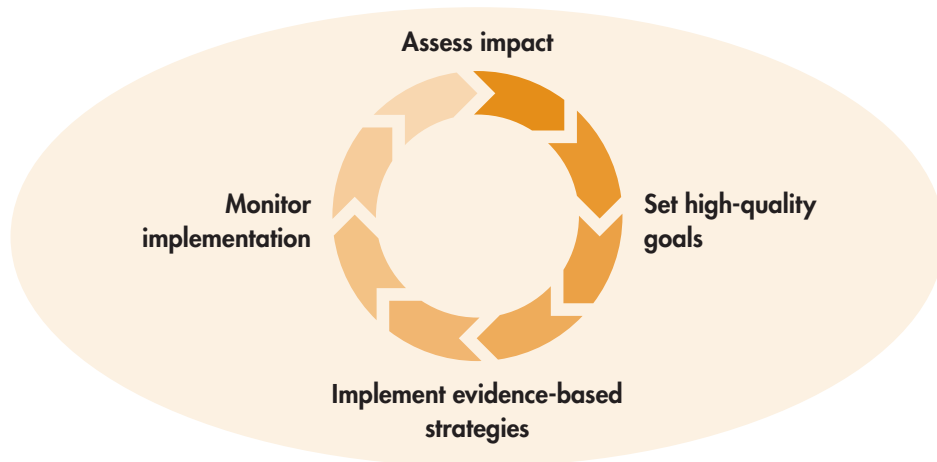 Assess impact
Set high-quality
goals
Implement evidence-based
strategies
Monitor
implementation